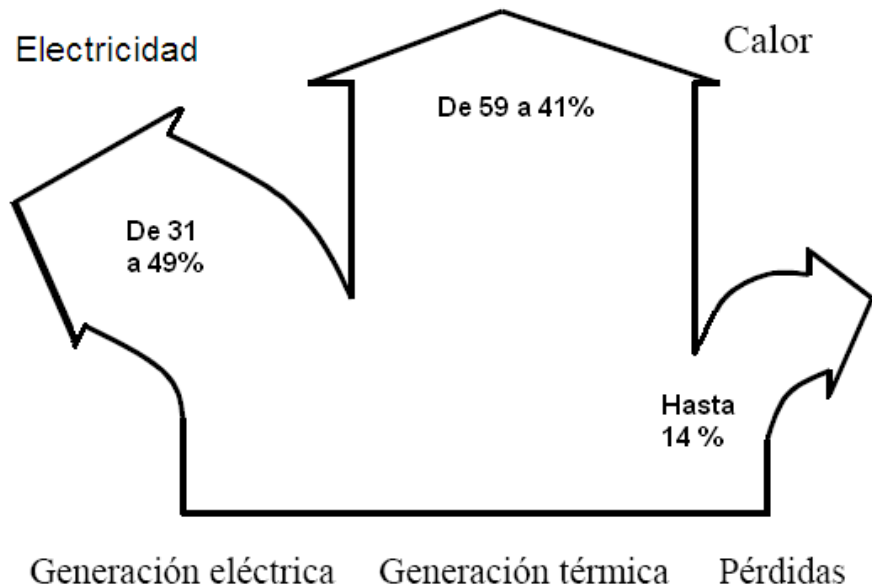 Electricidad
Calor
De 59 a 41%
De 31
a 49%
Hasta
14 %
Generación eléctrica
Generación térmica
Pérdidas